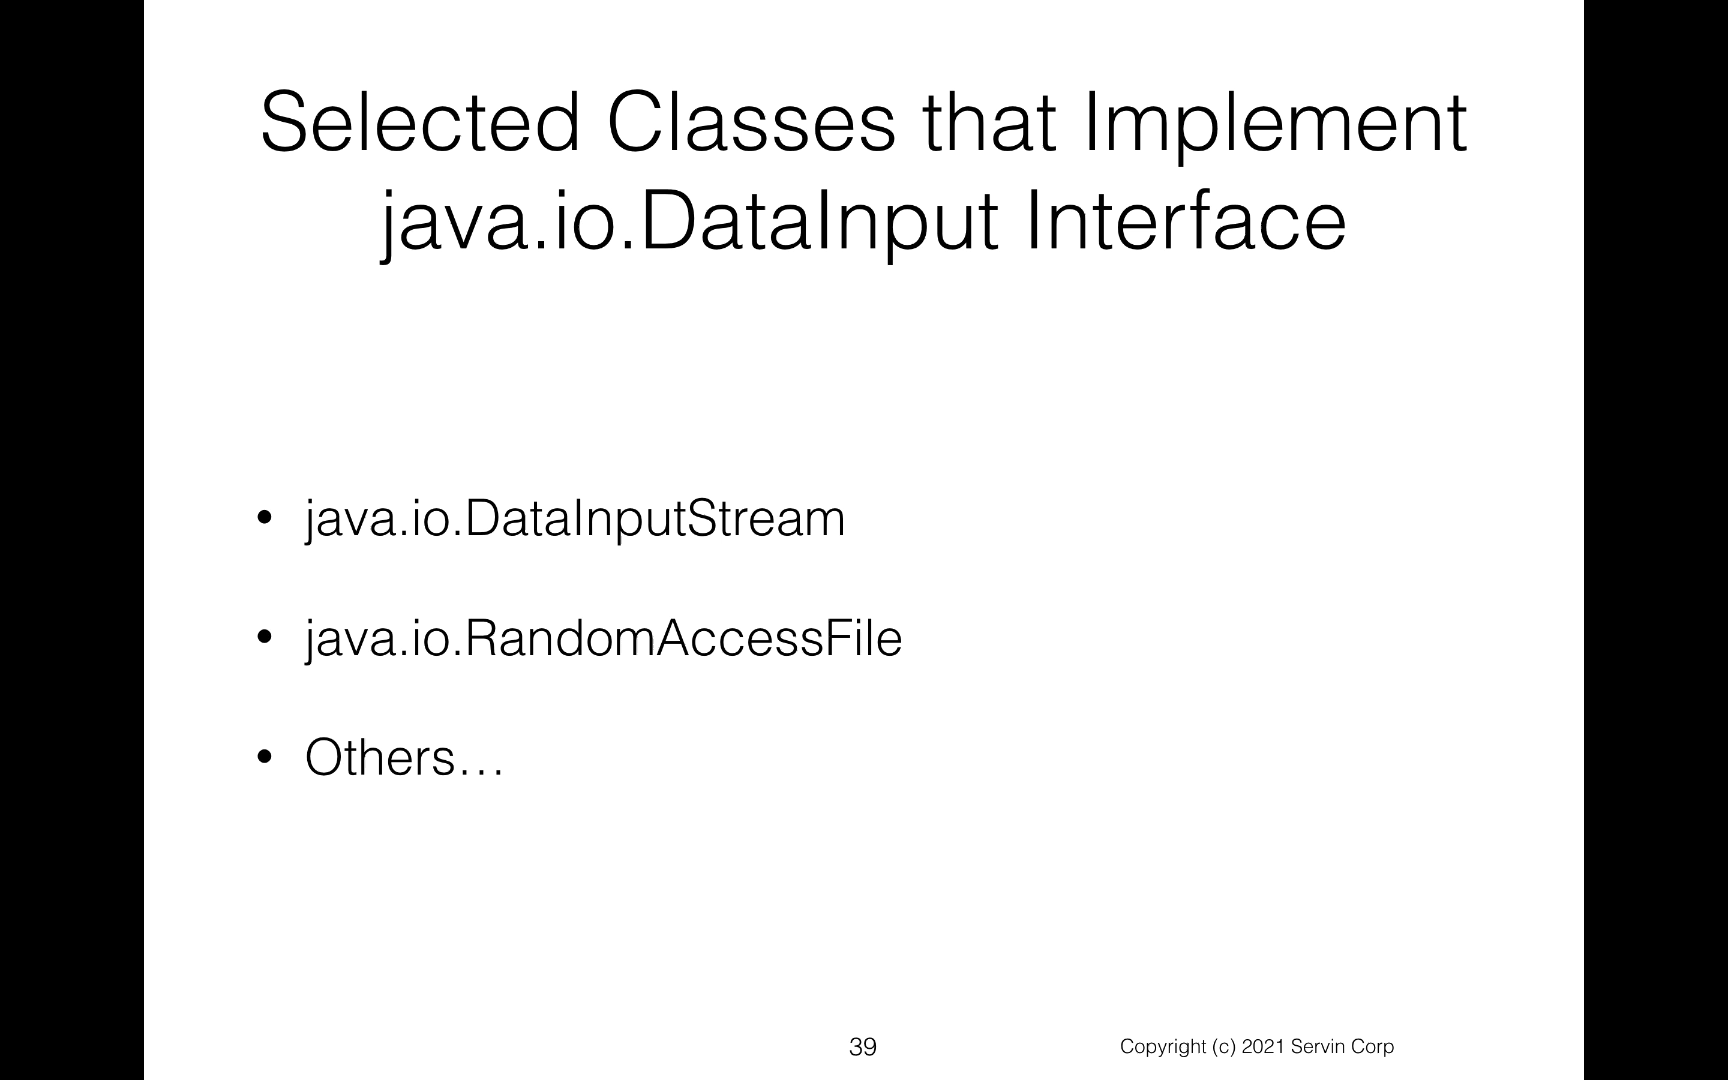 Selected Classes that Implement
java.io.DataInput Interface
• java.io.DataInputStream
• java.io.RandomAccessFile
• Others…
39
Copyright (c) 2021 Servin Corp